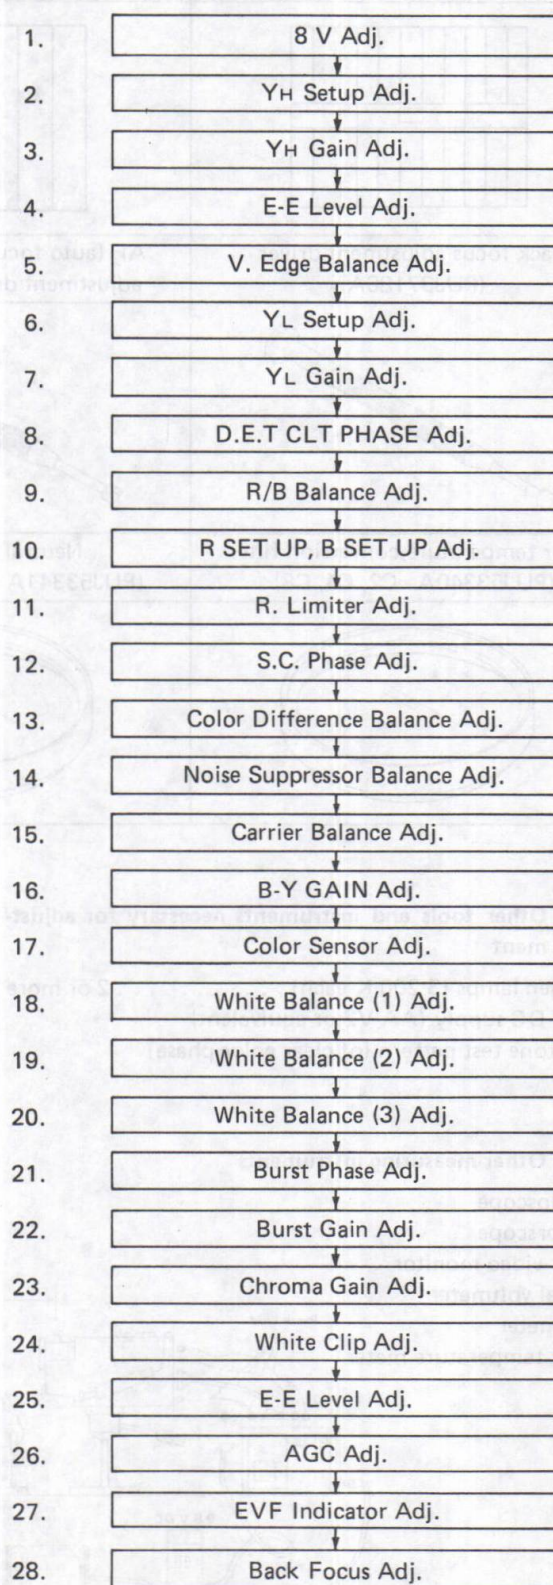 1. 8 V Adj.
2. YH Setup Adj.
3. YH Gain Adj.
4. E-E Level Adj.
5. V. Edge Balance Adj.
6. YL Setup Adj.
7. YL Gain Adj.
8. D.E.T CLT PHASE Adj.
9. R/B Balance Adj.
10. R SET UP, B SET UP Adj.
11. R. Limiter Adj.
12. S.C. Phase Adj.
13. Color Difference Balance Adj.
14. Noise Suppressor Balance Adj.
15. Carrier Balance Adj.
16. B-Y GAIN Adj.
17. Color Sensor Adj.
18. White Balance (1) Adj.
19. White Balance (2) Adj.
20. White Balance (3) Adj.
21. Burst Phase Adj.
22. Burst Gain Adj.
23. Chroma Gain Adj.
24. White Clip Adj.
25. E-E Level Adj.
26. AGC Adj.
27. EVF Indicator Adj.
28. Back Focus Adj.